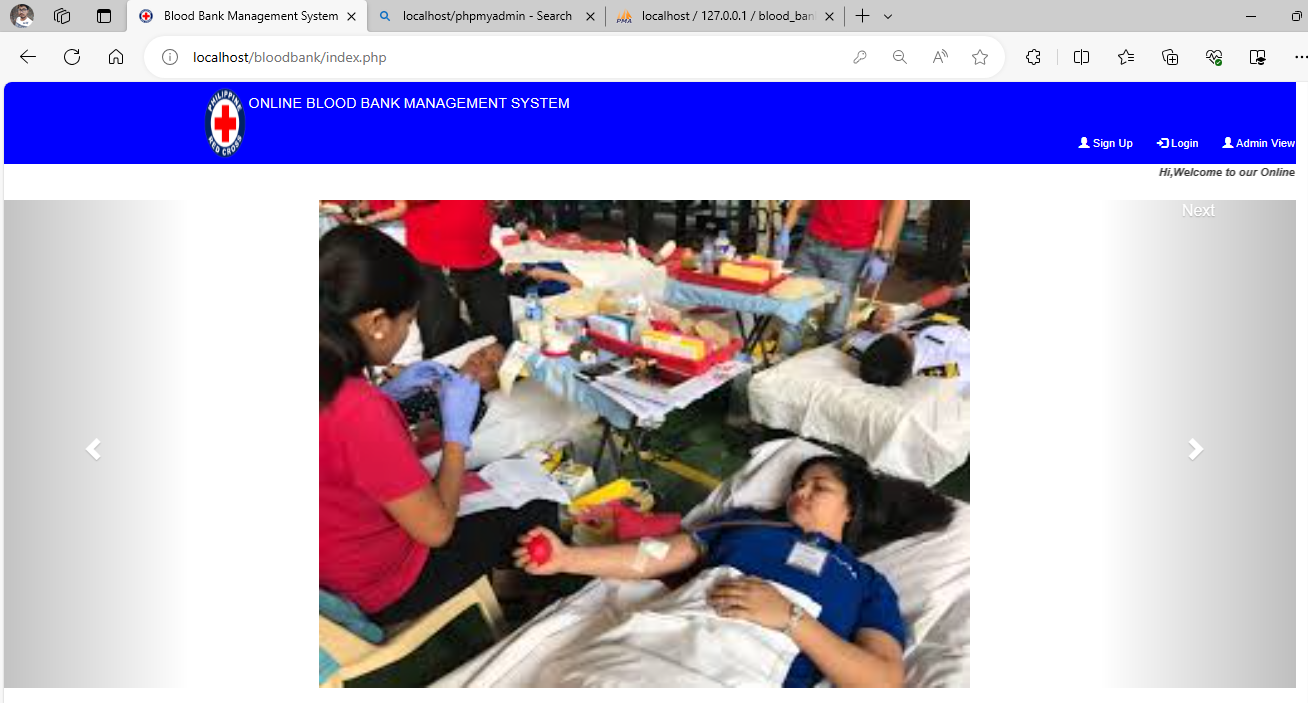 Blood Bank Management System
localhost/phpmyadmin - Search
localhost / 127.0.0.1 / blood_ban
localhost/bloodbank/index.php
PHILIPPINE
RED CROSS
ONLINE BLOOD BANK MANAGEMENT SYSTEM
Sign Up
Login
Admin View
Hi,Welcome to our Online
Next